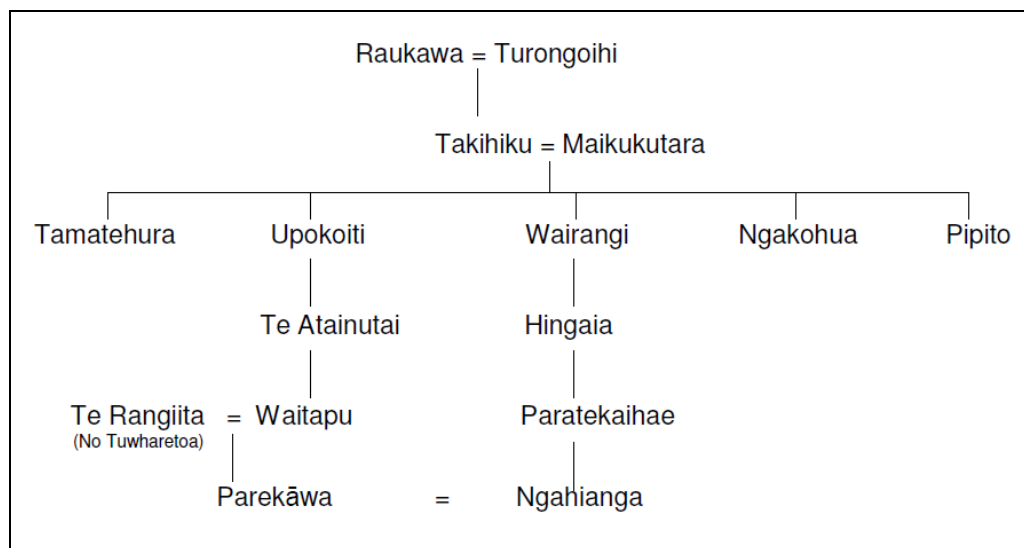 Raukawa = Turongoihi
Takihiku = Maikukutara
Tamatehura Upokoiti Wairangi Ngakohua Pipito
Te Atainutai Hingaia
Te Rangiita = Waitapu Paratekaihae
(No Tuwharetoa)
Parekāwa = Ngahianga